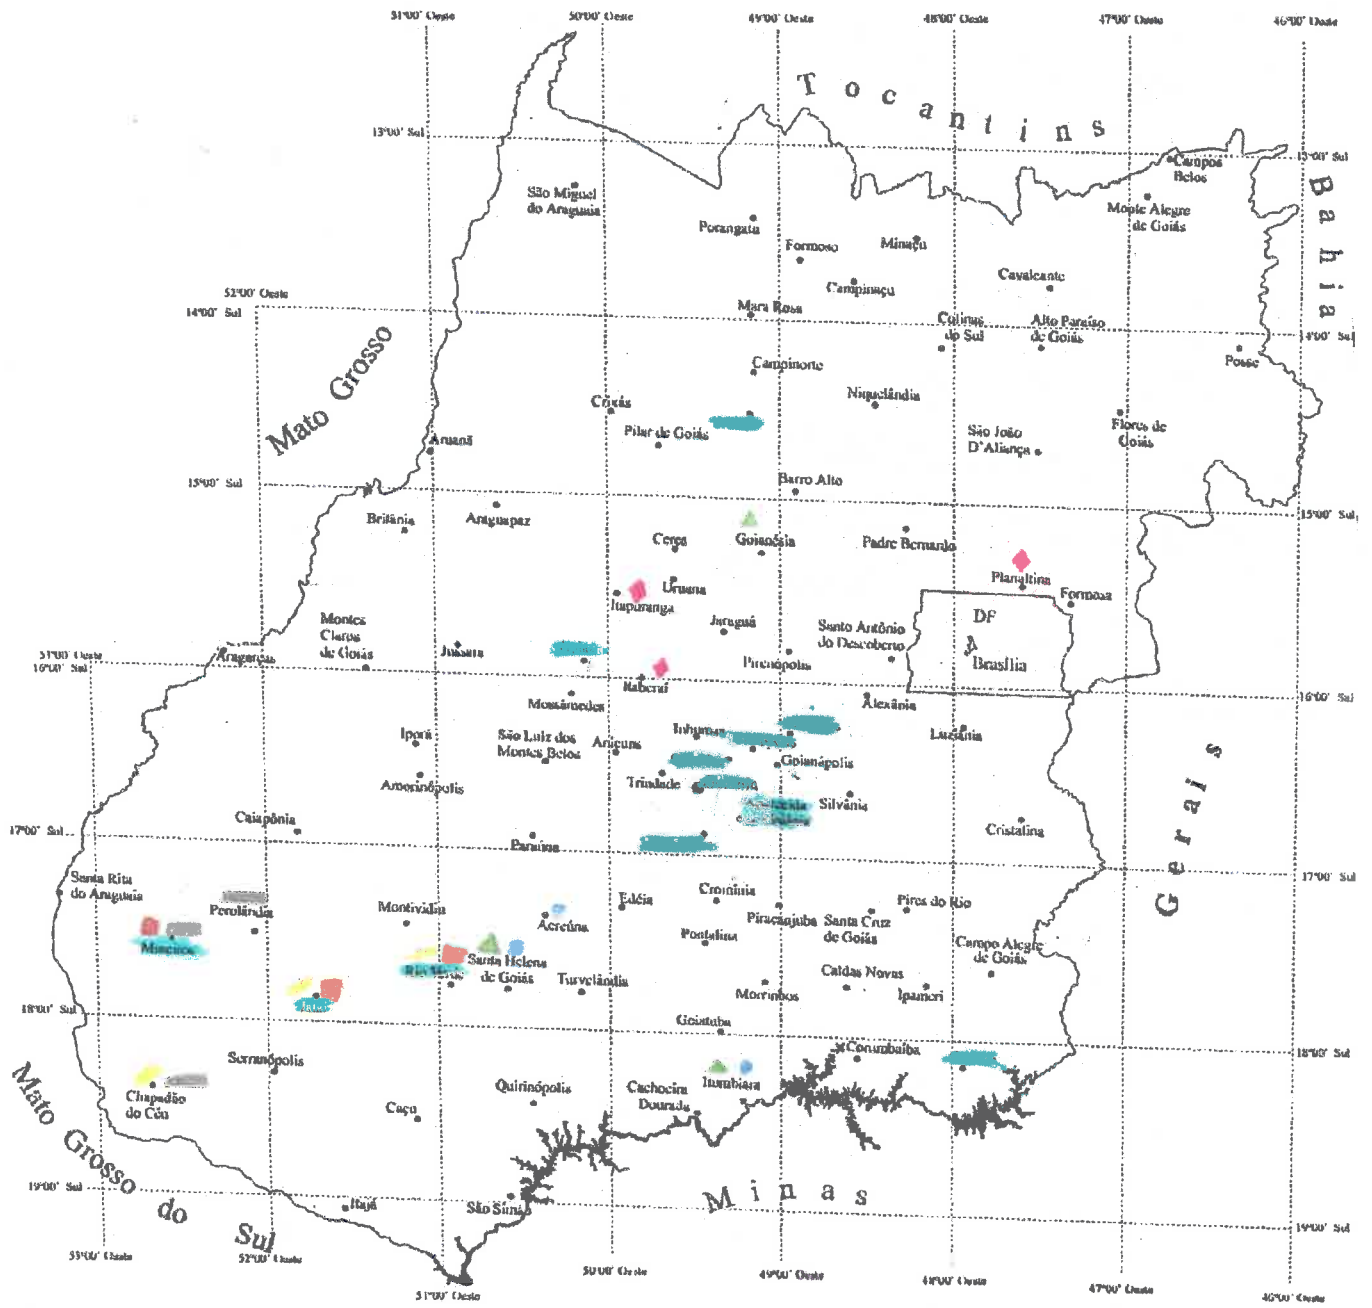 51°00' Oeste
50°00' Oeste
49°00' Oeste
48°00' Oeste
47°00' Oeste
46°00' Oeste
Tocantins
13°00' Sul
13°00' Sul
Campos
Belos
Bahia
São Miguel
do Araguaia
Monte Alegre
de Goiás
Porangatu
Formoso
Minaçu
Cavalcante
Campinaçu
52°00' Oeste
14°00' Sul
Mara Rosa
Colinas
do Sul
Alto Paraíso
de Goiás
14°00' Sul
Mato Grosso
Posse
Campinorte
Niquelândia
Crixás
Pilar de Goiás
Flores de
Goiás
São João
D'Aliança
Aruanã
Barro Alto
15°00' Sul
15°00' Sul
Britânia
Araguapaz
Ceres
Goianésia
Padre Bernardo
Planaltina
Uruana
Formosa
Itapuranga
DF
Montes
Claros
de Goiás
Jaraguá
Santo Antônio
do Descoberto
Brasília
53°00' Oeste
16°00' Sul
Aragarças
Jussara
Pirenópolis
Itaberaí
16°00' Sul
Mossâmedes
Alexânia
Iporá
São Luiz dos
Montes Belos
Anicuns
Inhumas
Luziânia
Goianápolis
Trindade
Amorinópolis
Silvânia
Gerais
Caiapônia
Cristalina
17°00' Sul
Paraúna
17°00' Sul
Santa Rita
do Araguaia
Perolândia
Montividiu
Edéia
Cromínia
Pires do Rio
Acreúna
Piracanjuba
Santa Cruz
de Goiás
Mineiros
Pontalina
Campo Alegre
de Goiás
Rio Verde
Santa Helena
de Goiás
Turvelândia
Caldas Novas
Morrinhos
Ipameri
Jataí
18°00' Sul
Goiatuba
18°00' Sul
Serranópolis
Corumbaíba
Chapadão
do Céu
Quirinópolis
Cachoeira
Dourada
Itumbiara
Caçu
Mato Grosso do Sul
Minas
19°00' Sul
Itajá
São Simão
19°00' Sul
53°00' Oeste
52°00' Oeste
51°00' Oeste
50°00' Oeste
49°00' Oeste
48°00' Oeste
47°00' Oeste
46°00' Oeste